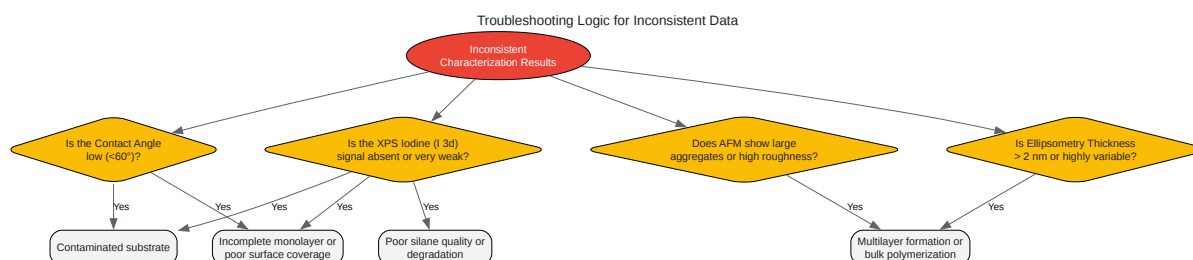 Troubleshooting Logic for Inconsistent Data
Inconsistent
Characterization Results
Is the Contact Angle
low (<60°)?
Is the XPS Iodine (I 3d)
signal absent or very weak?
Does AFM show large
aggregates or high roughness?
Is Ellipsometry Thickness
> 2 nm or highly variable?
Yes
Yes
Yes
Yes
Yes
Yes
Yes
Contaminated substrate
Incomplete monolayer or
poor surface coverage
Poor silane quality or
degradation
Multilayer formation or
bulk polymerization